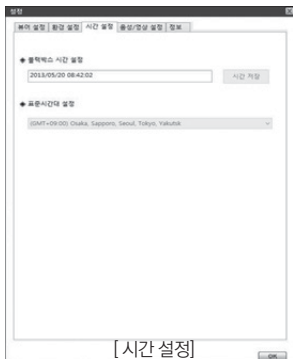 설정
뷰어 설정 환경 설정 시간 설정 음성/영상 설정 정보
◈ 블랙박스 시간 설정
2013/05/20 08:42:02 시간 저장
◈ 표준시간대 설정
(GMT+09:00) Osaka, Sapporo, Seoul, Tokyo, Yakutsk
[ 시간 설정]
OK